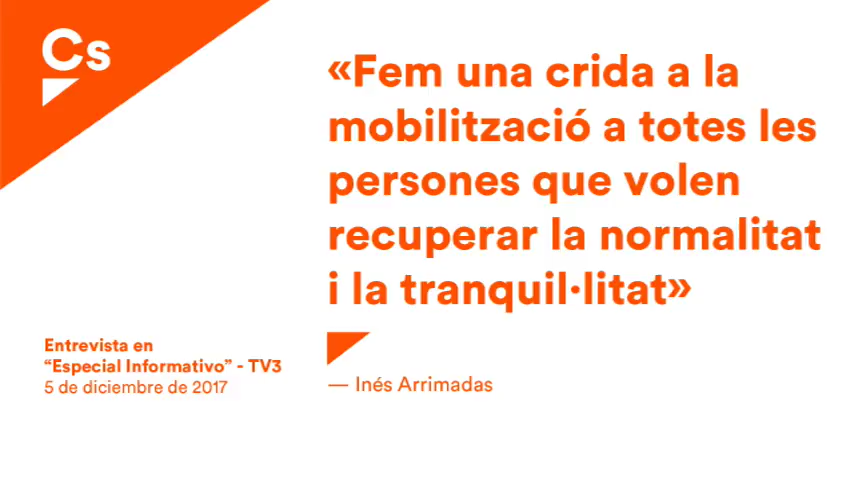 Cs
«Fem una crida a la
mobilització a totes les
persones que volen
recuperar la normalitat
i la tranquil·litat»
Entrevista en
“Especial Informativo” - TV3
5 de diciembre de 2017
— Inés Arrimadas